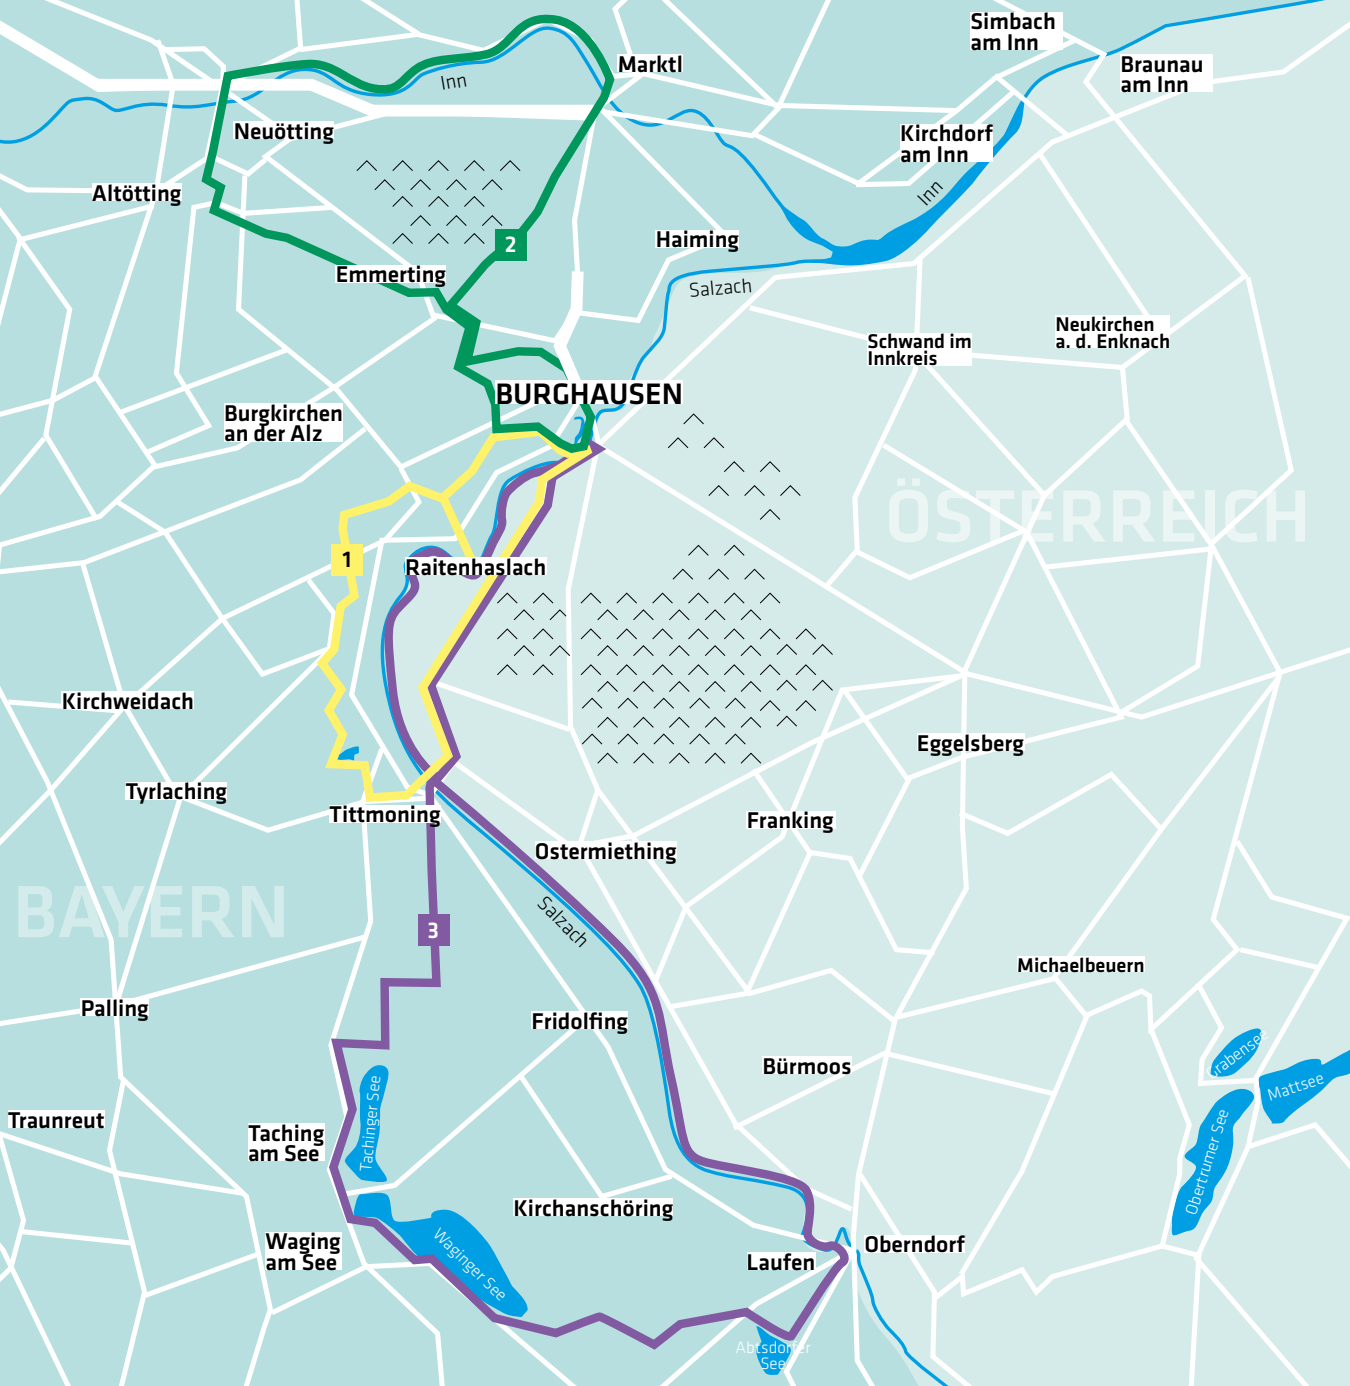 Simbach
am Inn
Marktl
Braunau
am Inn
Inn
Neuötting
Kirchdorf
am Inn
Altötting
Inn
Haiming
2
Emmerting
Salzach
Neukirchen
a. d. Enknach
Schwand im
Innkreis
BURGHAUSEN
Burgkirchen
an der Alz
ÖSTERREICH
1
Raitenhaslach
Kirchweidach
Eggelsberg
Tyrlaching
Tittmoning
Franking
Ostermiething
BAYERN
Salzach
3
Michaelbeuern
Palling
Fridolfing
Grabensee
Bürmoos
Mattsee
Traunreut
Tachinger See
Taching
am See
Obertrumer See
Kirchanschöring
Waging
am See
Waginger See
Oberndorf
Laufen
Abtsdorfer
See